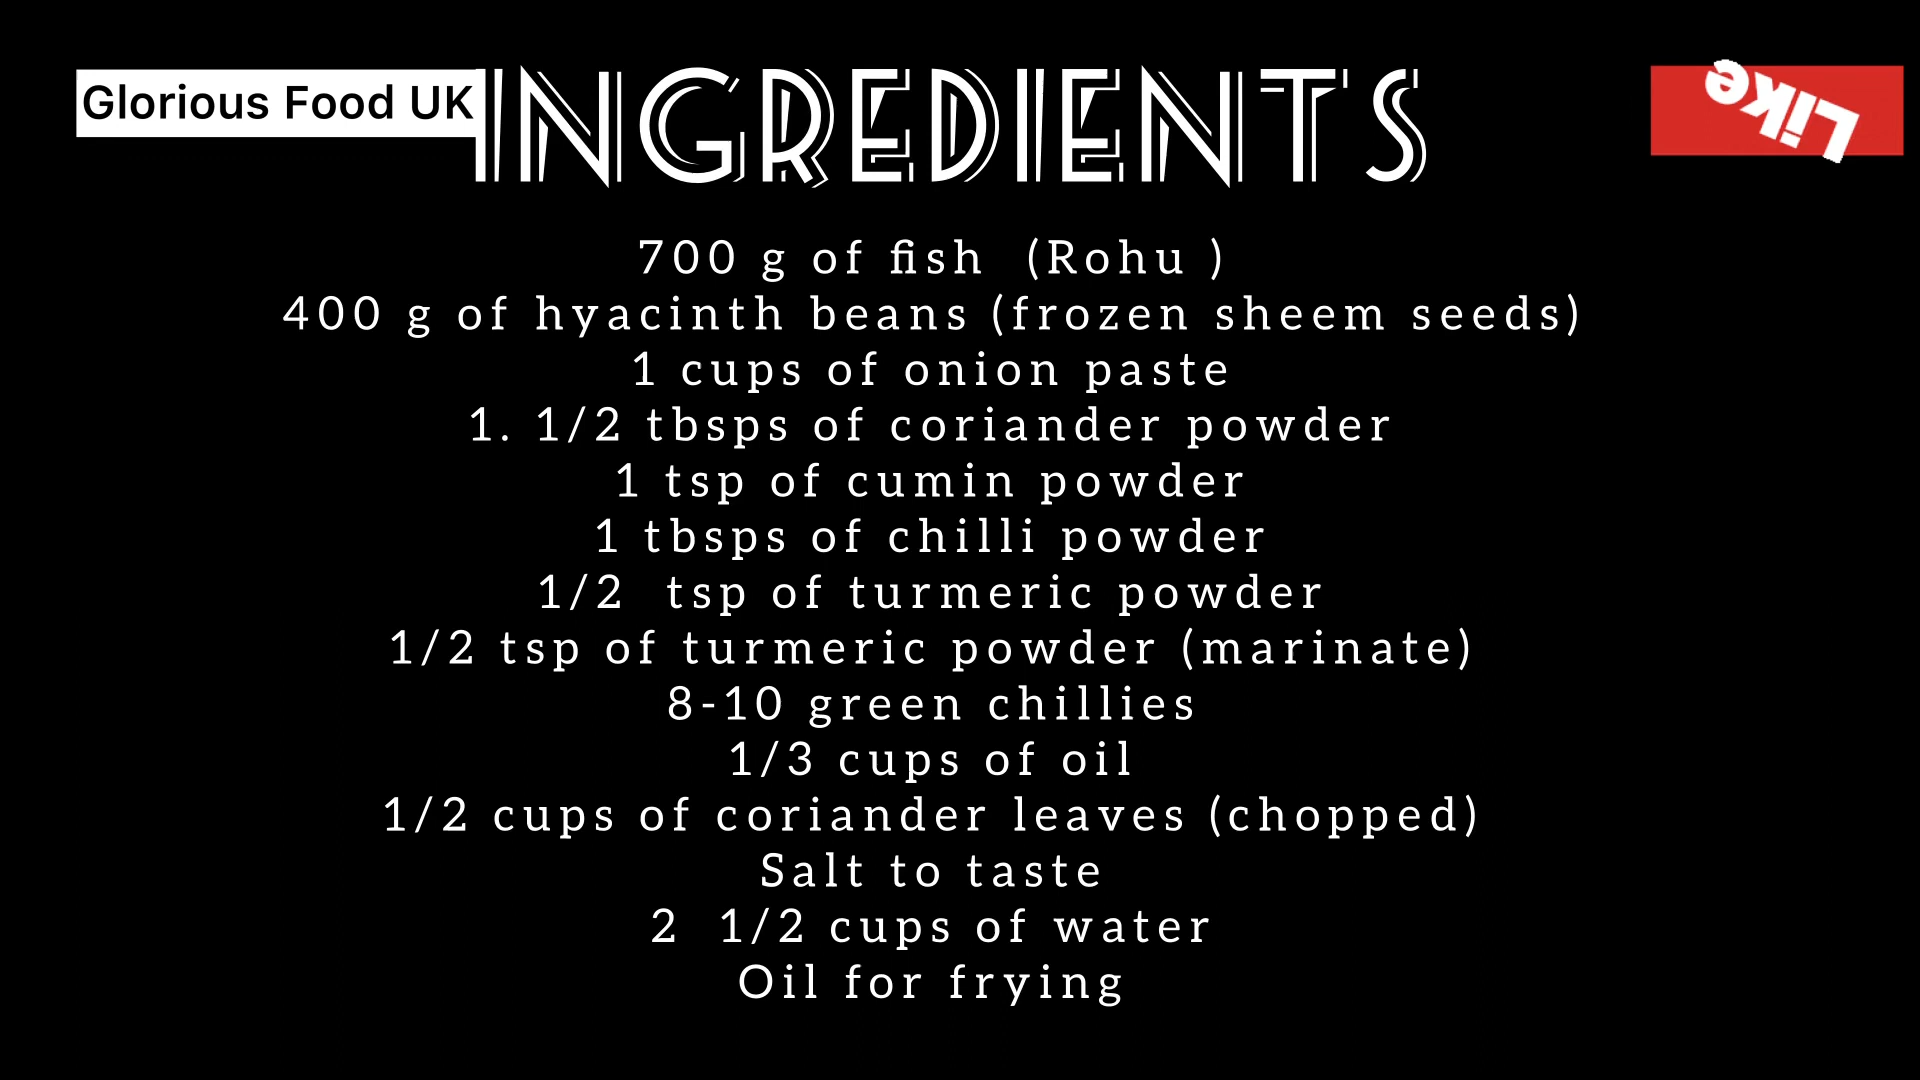 Glorious Food UK
INGREDIENTS
Like
700 g of fish (Rohu )
400 g of hyacinth beans (frozen sheem seeds)
1 cups of onion paste
1. 1/2 tbsps of coriander powder
1 tsp of cumin powder
1 tbsps of chilli powder
1/2 tsp of turmeric powder
1/2 tsp of turmeric powder (marinate)
8-10 green chillies
1/3 cups of oil
1/2 cups of coriander leaves (chopped)
Salt to taste
2 1/2 cups of water
Oil for frying